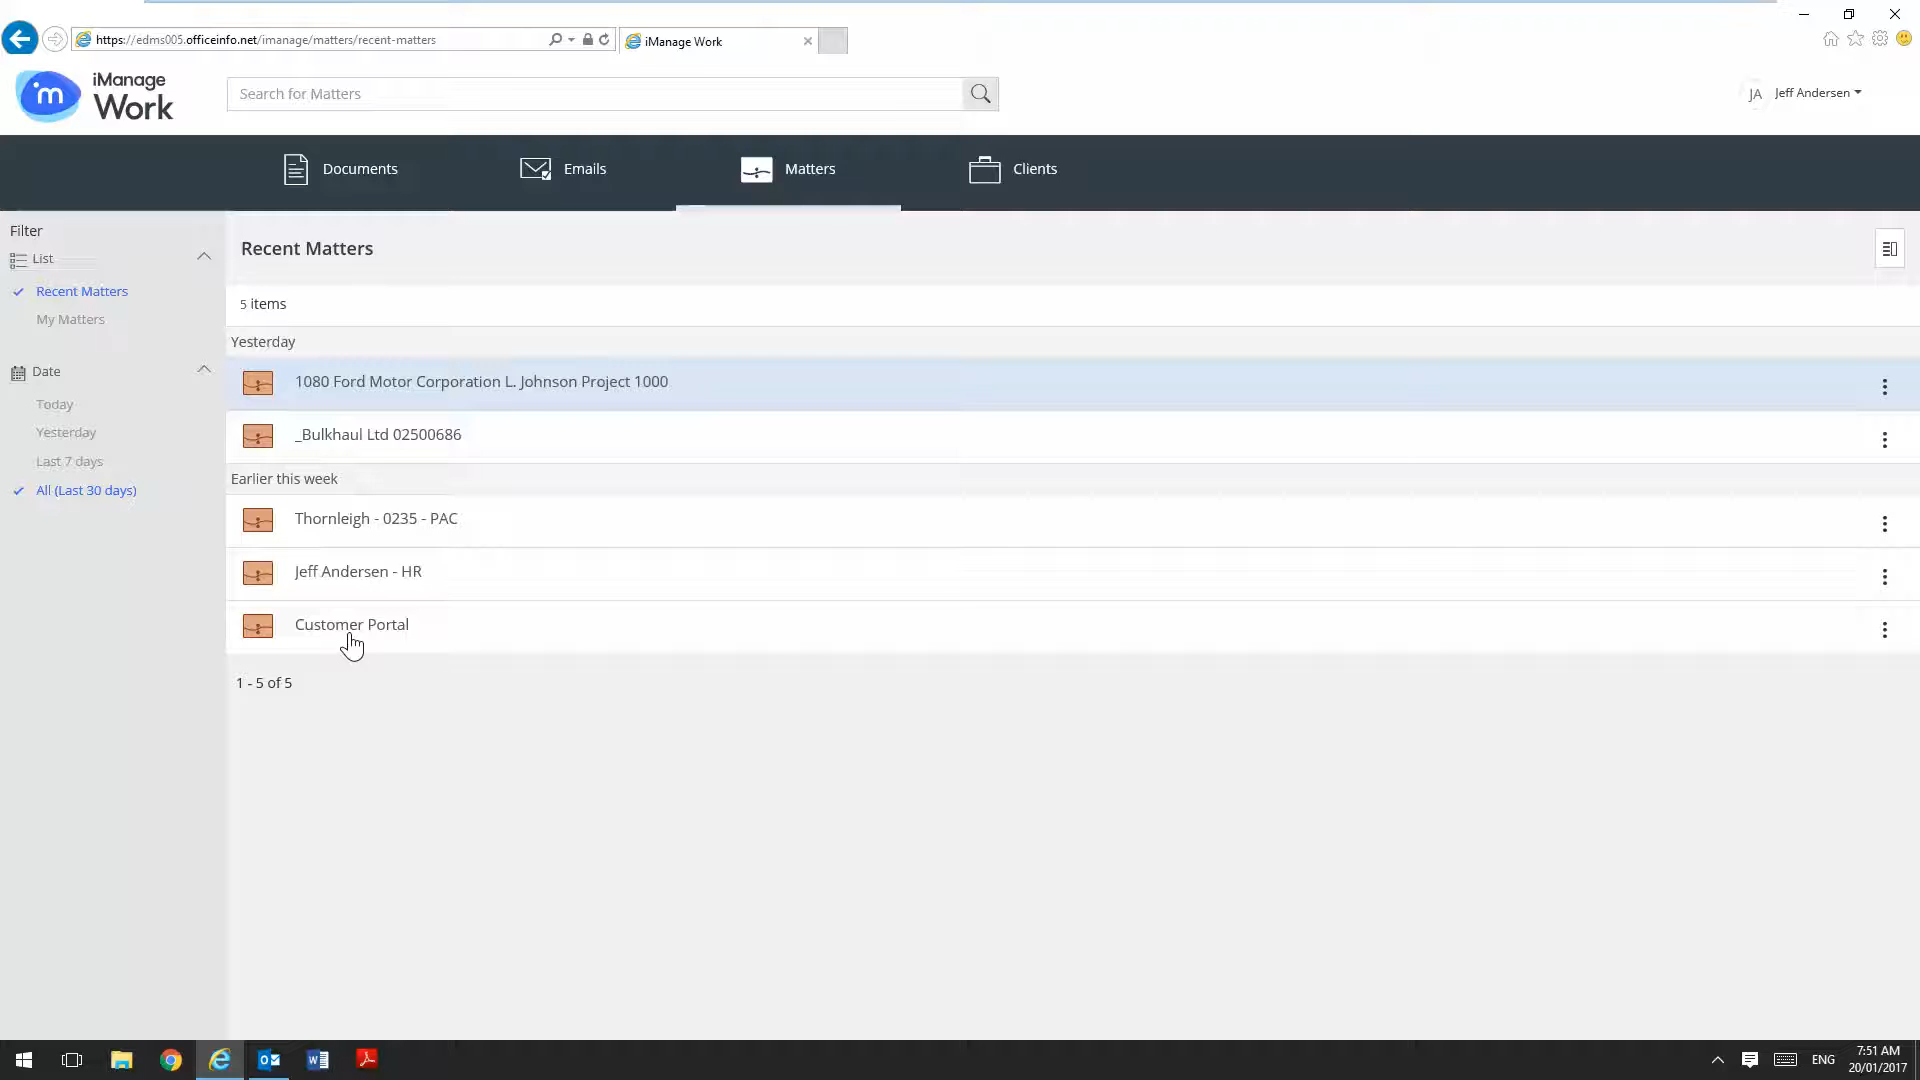 https://edms005.officeinfo.net/imanage/matters/recent-matters
iManage Work
im
iManage
Work
Search for Matters
JA
Jeff Andersen
Documents
Emails
Matters
Clients
Filter
List
Recent Matters
My Matters
Date
Today
Yesterday
Last 7 days
All (Last 30 days)
Recent Matters
5 items
Yesterday
1080 Ford Motor Corporation L. Johnson Project 1000
_Bulkhaul Ltd 02500686
Earlier this week
Thornleigh - 0235 - PAC
Jeff Andersen - HR
Customer Portal
1 - 5 of 5
ENG
7:51 AM
20/01/2017